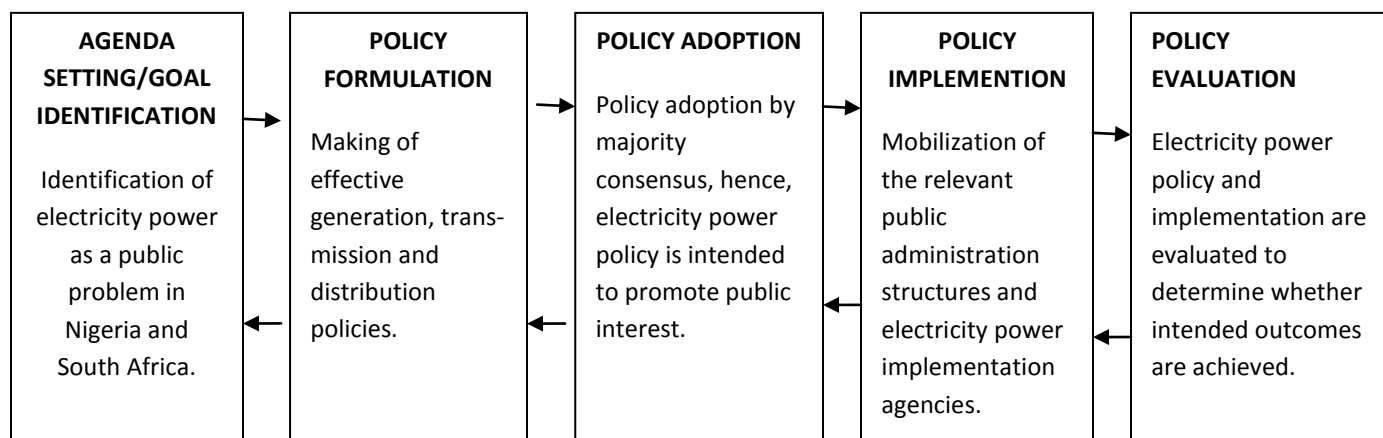 AGENDA
SETTING/GOAL
IDENTIFICATION
Identification of
electricity power
as a public
problem in
Nigeria and
South Africa.
POLICY
FORMULATION
Making of
effective
generation, trans-
mission and
distribution
policies.
POLICY ADOPTION
Policy adoption by
majority
consensus, hence,
electricity power
policy is intended
to promote public
interest.
POLICY
IMPLEMENTION
Mobilization of
the relevant
public
administration
structures and
electricity power
implementation
agencies.
POLICY
EVALUATION
Electricity power
policy and
implementation are
evaluated to
determine whether
intended outcomes
are achieved.